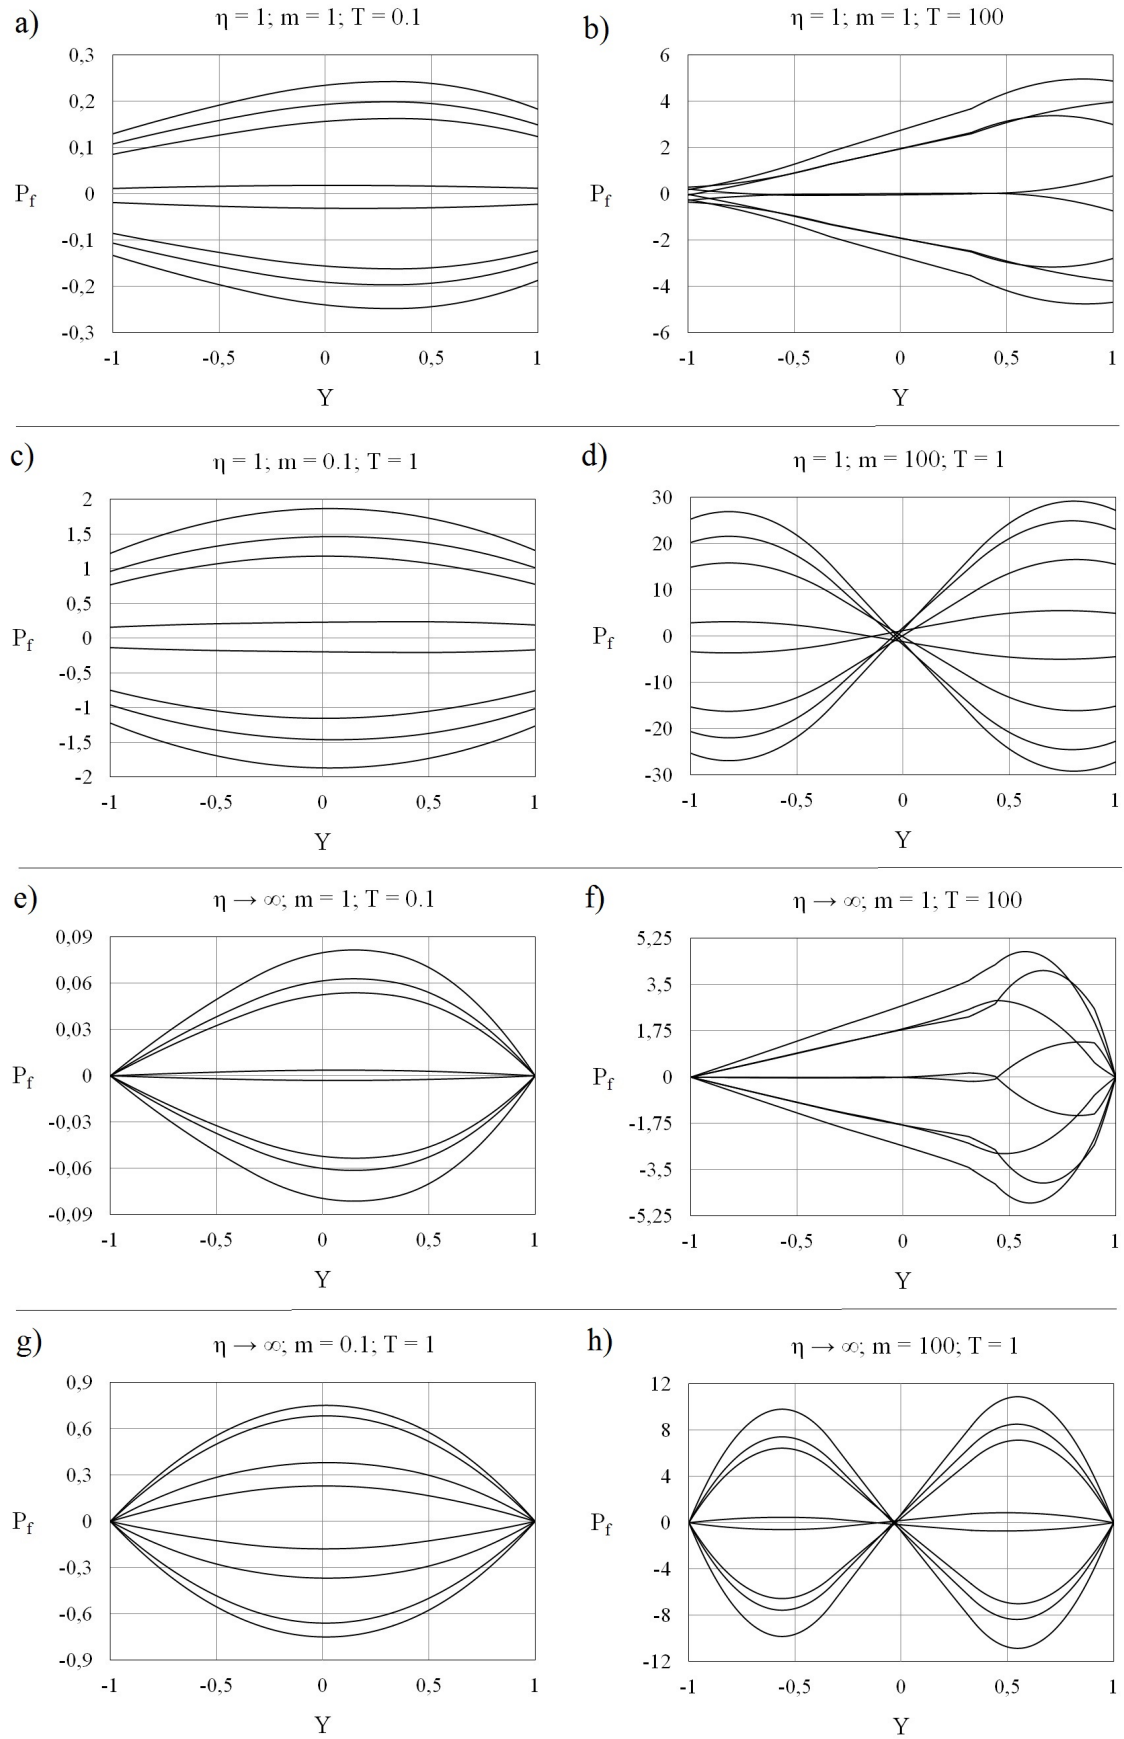 a) η = 1; m = 1; T = 0.1
0,3
0,2
0,1
0
-0,1
-0,2
-0,3
P_f
-1 -0,5 0 0,5 1
Y
b) η = 1; m = 1; T = 100
6
4
2
0
-2
-4
-6
P_f
-1 -0,5 0 0,5 1
Y
c) η = 1; m = 0.1; T = 1
2
1,5
1
0,5
0
-0,5
-1
-1,5
-2
P_f
-1 -0,5 0 0,5 1
Y
d) η = 1; m = 100; T = 1
30
20
10
0
-10
-20
-30
P_f
-1 -0,5 0 0,5 1
Y
e) η → ∞; m = 1; T = 0.1
0,09
0,06
0,03
0
-0,03
-0,06
-0,09
P_f
-1 -0,5 0 0,5 1
Y
f) η → ∞; m = 1; T = 100
5,25
3,5
1,75
0
-1,75
-3,5
-5,25
P_f
-1 -0,5 0 0,5 1
Y
g) η → ∞; m = 0.1; T = 1
0,9
0,6
0,3
0
-0,3
-0,6
-0,9
P_f
-1 -0,5 0 0,5 1
Y
h) η → ∞; m = 100; T = 1
12
8
4
0
-4
-8
-12
P_f
-1 -0,5 0 0,5 1
Y